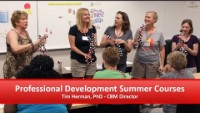 Professional Development Summer Courses
Tim Herman, PhD - CBM Director